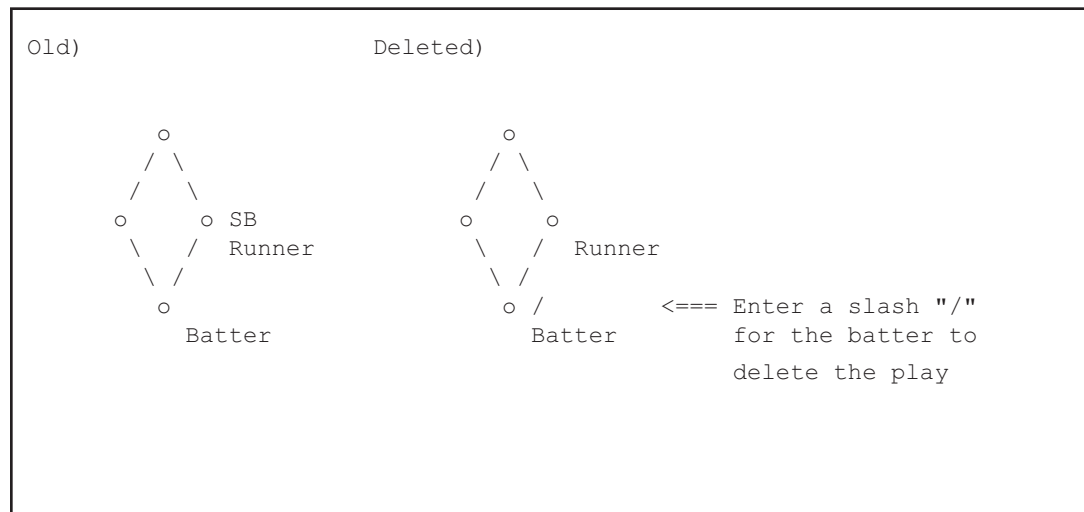 Old)                    Deleted)
         o                       o
        / \                     / \
       /   \                   /   \
      o     o SB              o     o
       \   /  Runner           \   /  Runner
        \ /                     \ /
         o                       o /        <=== Enter a slash "/"
           Batter                  Batter        for the batter to
                                                 delete the play